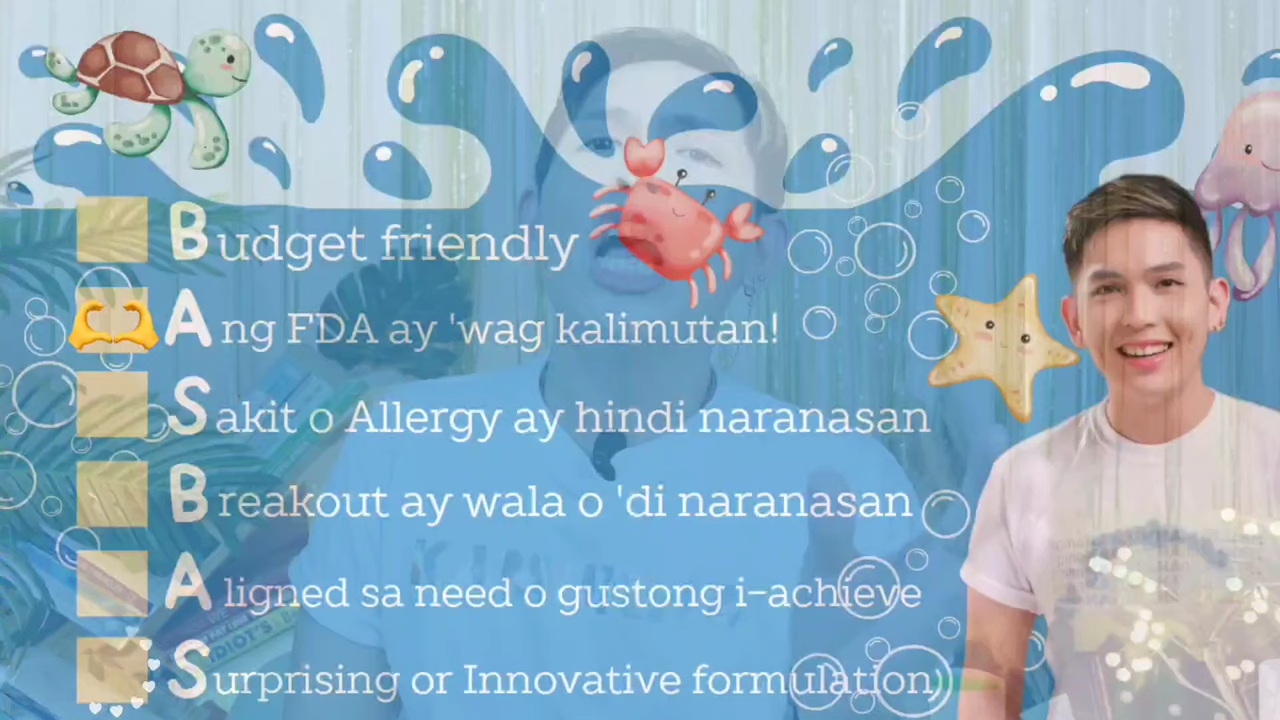 Budget friendly
Ang FDA ay 'wag kalimutan!
Sakit o Allergy ay hindi naranasan
Breakout ay wala o 'di naranasan
Aligned sa need o gustong i-achieve
Surprising or Innovative formulation
IDIOT'S